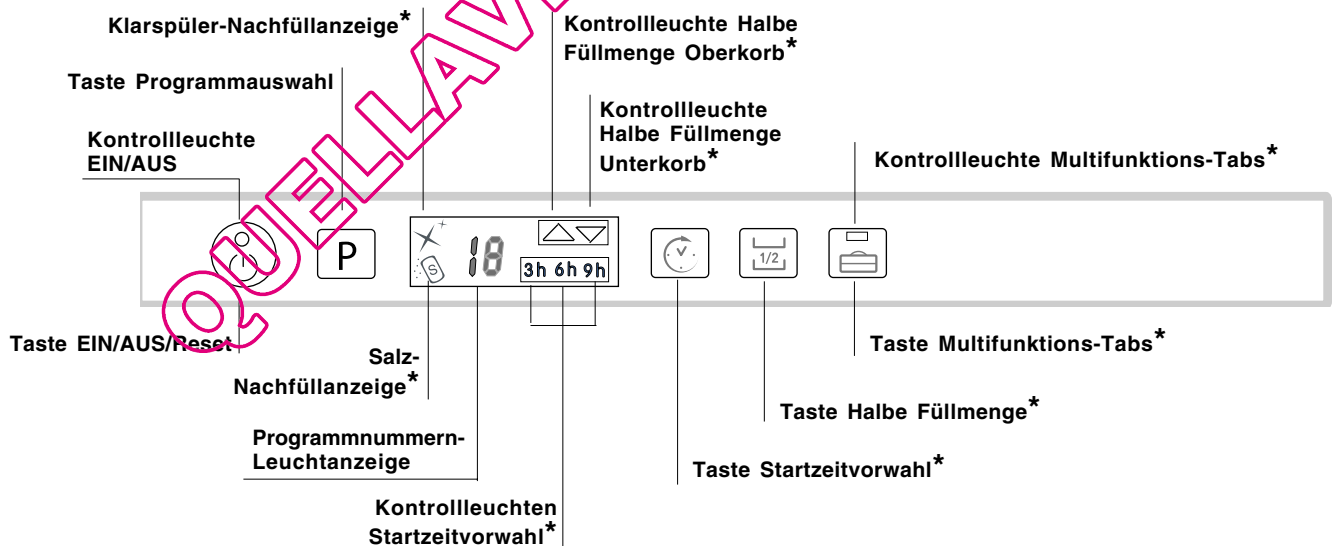 Klarspüler-Nachfüllanzeige*
Kontrollleuchte Halbe
Füllmenge Oberkorb*
Taste Programmauswahl
Kontrollleuchte
Halbe Füllmenge
Unterkorb*
Kontrollleuchte
EIN/AUS
Kontrollleuchte Multifunktions-Tabs*
P
S
18
3h 6h 9h
1/2
Taste EIN/AUS/Reset
Salz-
Nachfüllanzeige*
Taste Multifunktions-Tabs*
Taste Halbe Füllmenge*
Programmnummern-
Leuchtanzeige
Taste Startzeitvorwahl*
Kontrollleuchten
Startzeitvorwahl*